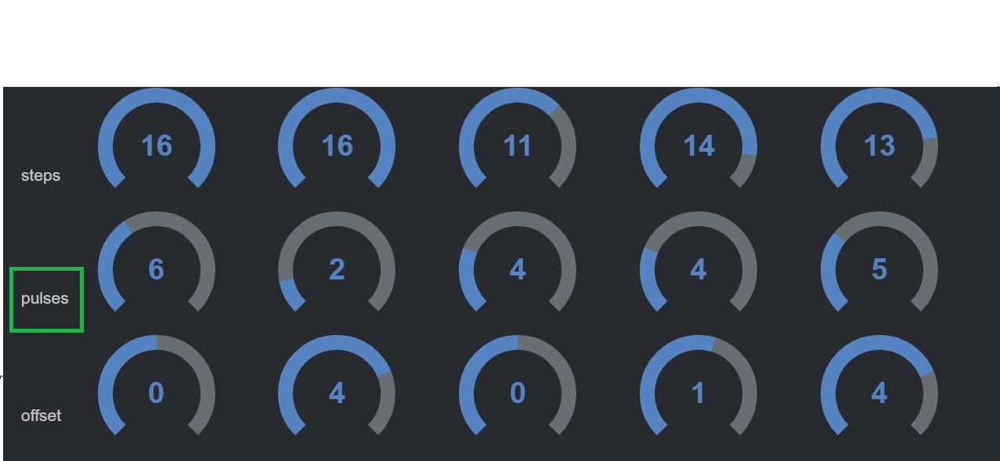 steps 16 16 11 14 13
pulses 6 2 4 4 5
offset 0 4 0 1 4